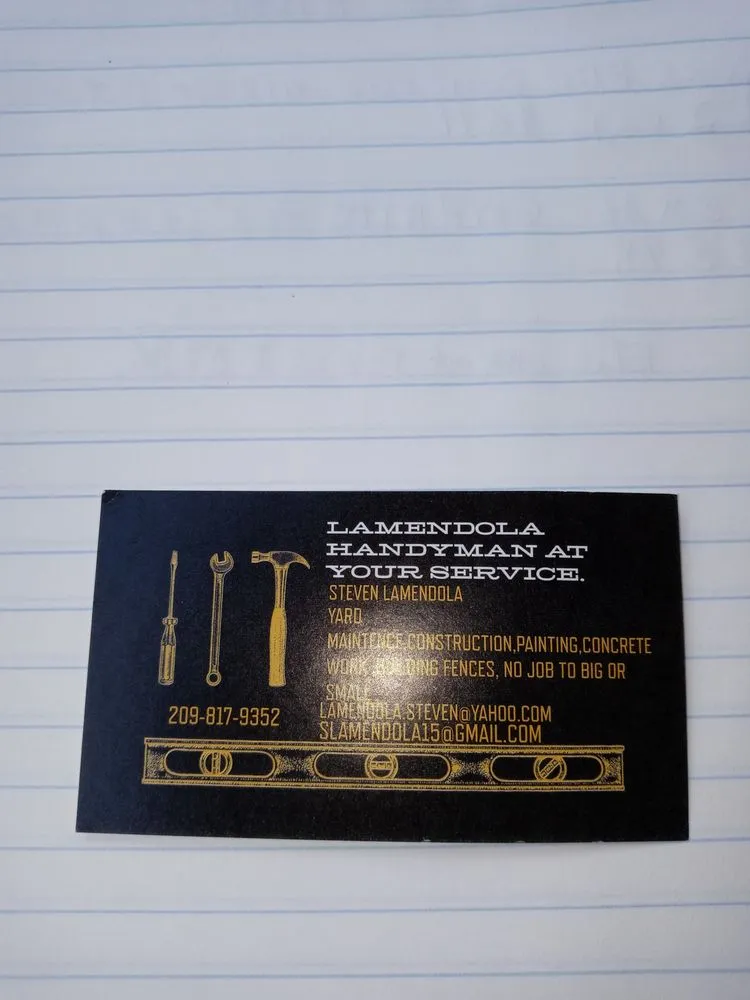 LAMENDOLA
HANDYMAN AT
YOUR SERVICE.
STEVEN LAMENDOLA
YARD
MAINTENCE,CONSTRUCTION,PAINTING,CONCRETE
WORK, BUILDING FENCES, NO JOB TO BIG OR
SMALL
LAMENDOLA.STEVEN@YAHOO.COM
SLAMENDOLA15@GMAIL.COM
209-817-9352